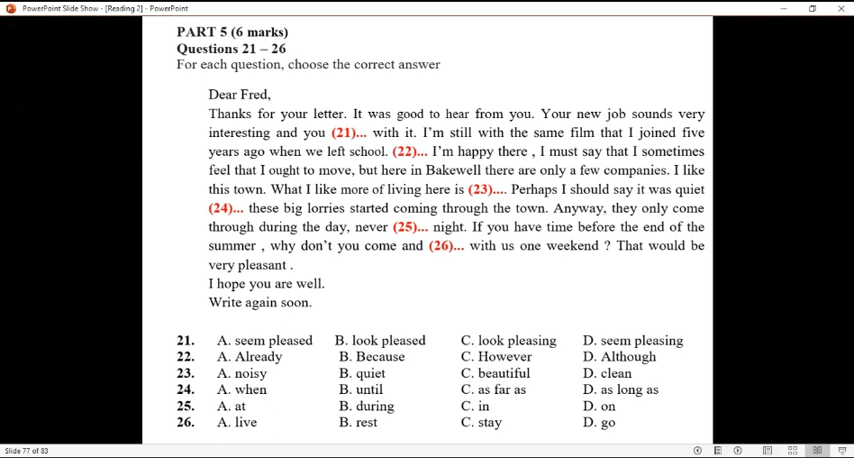 PowerPoint Slide Show - [Reading 2] - PowerPoint
PART 5 (6 marks)
Questions 21 – 26
For each question, choose the correct answer
Dear Fred,
Thanks for your letter. It was good to hear from you. Your new job sounds very
interesting and you (21)... with it. I'm still with the same film that I joined five
years ago when we left school. (22)... I'm happy there , I must say that I sometimes
feel that I ought to move, but here in Bakewell there are only a few companies. I like
this town. What I like more of living here is (23).... Perhaps I should say it was quiet
(24)... these big lorries started coming through the town. Anyway, they only come
through during the day, never (25)... night. If you have time before the end of the
summer , why don't you come and (26)... with us one weekend ? That would be
very pleasant .
I hope you are well.
Write again soon.
21. A. seem pleased B. look pleased C. look pleasing D. seem pleasing
22. A. Already B. Because C. However D. Although
23. A. noisy B. quiet C. beautiful D. clean
24. A. when B. until C. as far as D. as long as
25. A. at B. during C. in D. on
26. A. live B. rest C. stay D. go
Slide 77 of 83